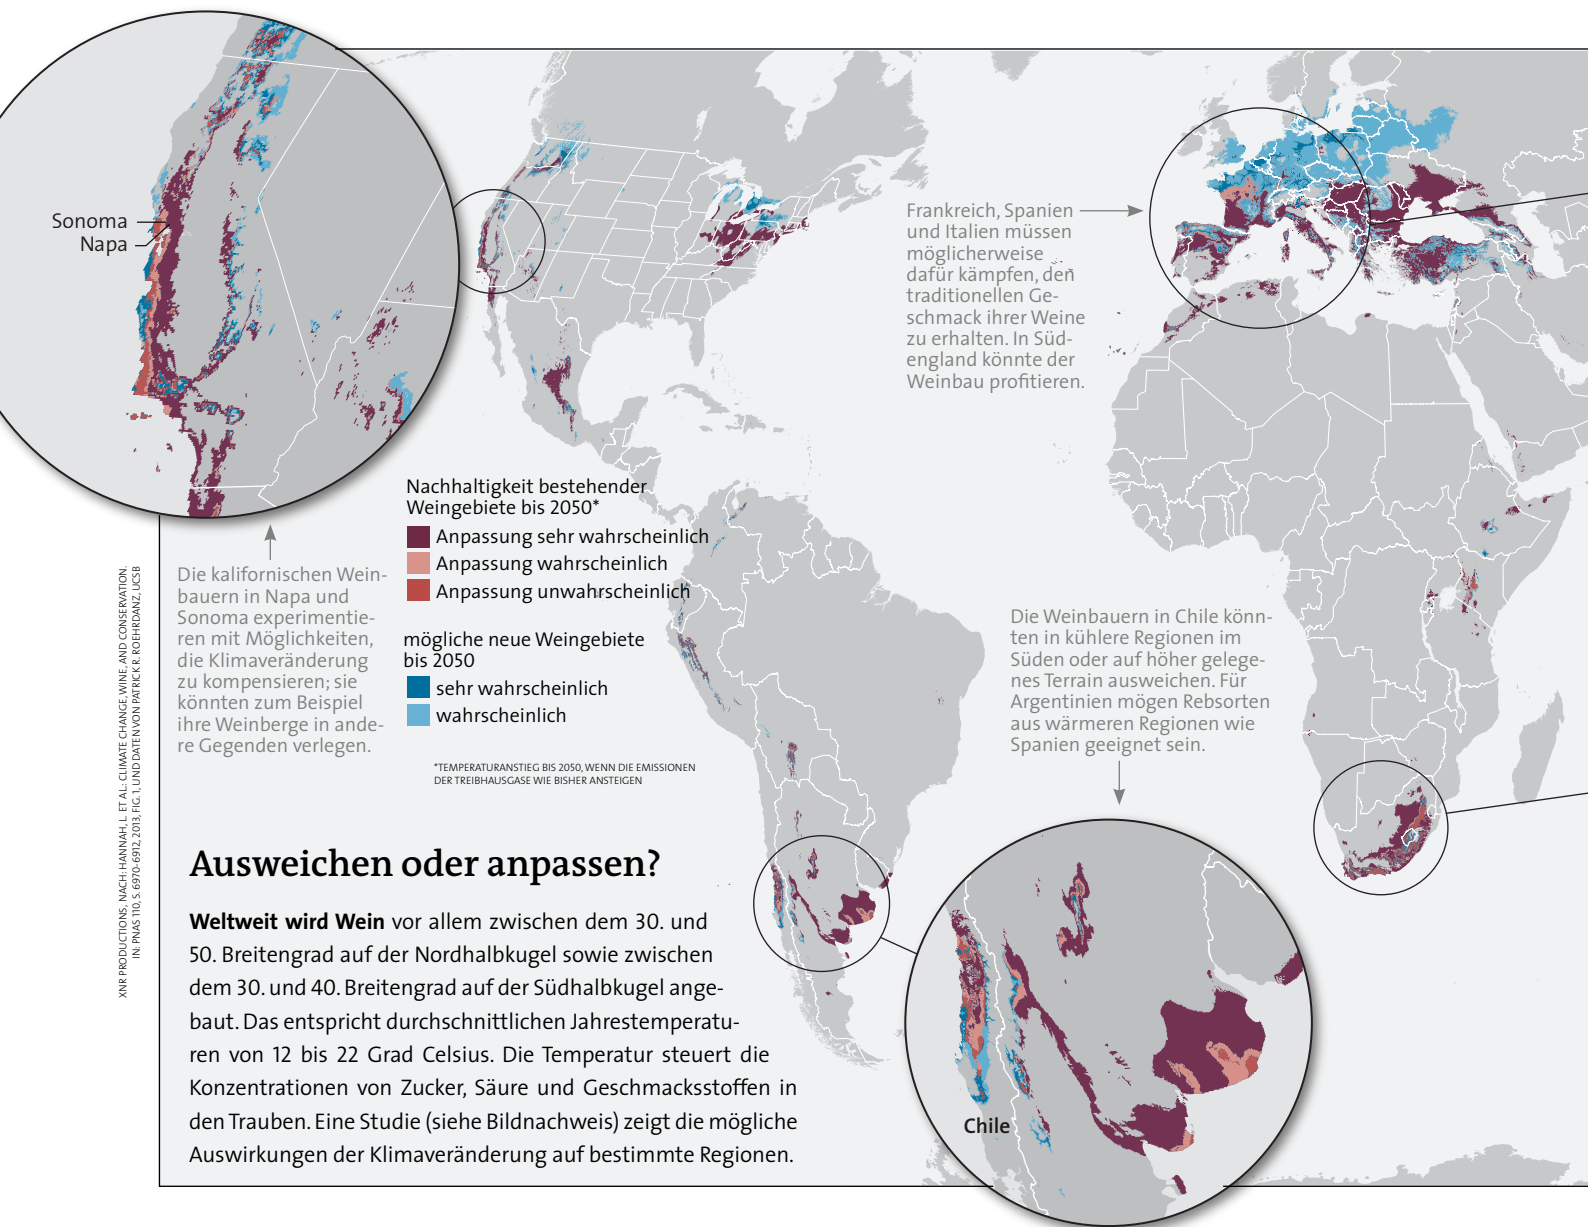 Sonoma
Napa
Frankreich, Spanien
und Italien müssen
möglicherweise
dafür kämpfen, den
traditionellen Ge-
schmack ihrer Weine
zu erhalten. In Süd-
england könnte der
Weinbau profitieren.
Nachhaltigkeit bestehender
Weingebiete bis 2050*
Anpassung sehr wahrscheinlich
Anpassung wahrscheinlich
Anpassung unwahrscheinlich
mögliche neue Weingebiete
bis 2050
sehr wahrscheinlich
wahrscheinlich
*TEMPERATURANSTIEG BIS 2050, WENN DIE EMISSIONEN
DER TREIBHAUSGASE WIE BISHER ANSTEIGEN
Die kalifornischen Wein-
bauern in Napa und
Sonoma experimentie-
ren mit Möglichkeiten,
die Klimaveränderung
zu kompensieren; sie
könnten zum Beispiel
ihre Weinberge in ande-
re Gegenden verlegen.
XNR PRODUCTIONS, NACH: HANNAH, L. ET AL.: CLIMATE CHANGE, WINE, AND CONSERVATION.
IN: PNAS 110, S. 6970-6912, 2013, FIG. 1, UND DATEN VON PATRICK R. ROEHRDANZ, UCSB
Die Weinbauern in Chile könn-
ten in kühlere Regionen im
Süden oder auf höher gelege-
nes Terrain ausweichen. Für
Argentinien mögen Rebsorten
aus wärmeren Regionen wie
Spanien geeignet sein.
Chile
Ausweichen oder anpassen?
Weltweit wird Wein vor allem zwischen dem 30. und
50. Breitengrad auf der Nordhalbkugel sowie zwischen
dem 30. und 40. Breitengrad auf der Südhalbkugel ange-
baut. Das entspricht durchschnittlichen Jahrestemperatu-
ren von 12 bis 22 Grad Celsius. Die Temperatur steuert die
Konzentrationen von Zucker, Säure und Geschmacksstoffen in
den Trauben. Eine Studie (siehe Bildnachweis) zeigt die mögliche
Auswirkungen der Klimaveränderung auf bestimmte Regionen.